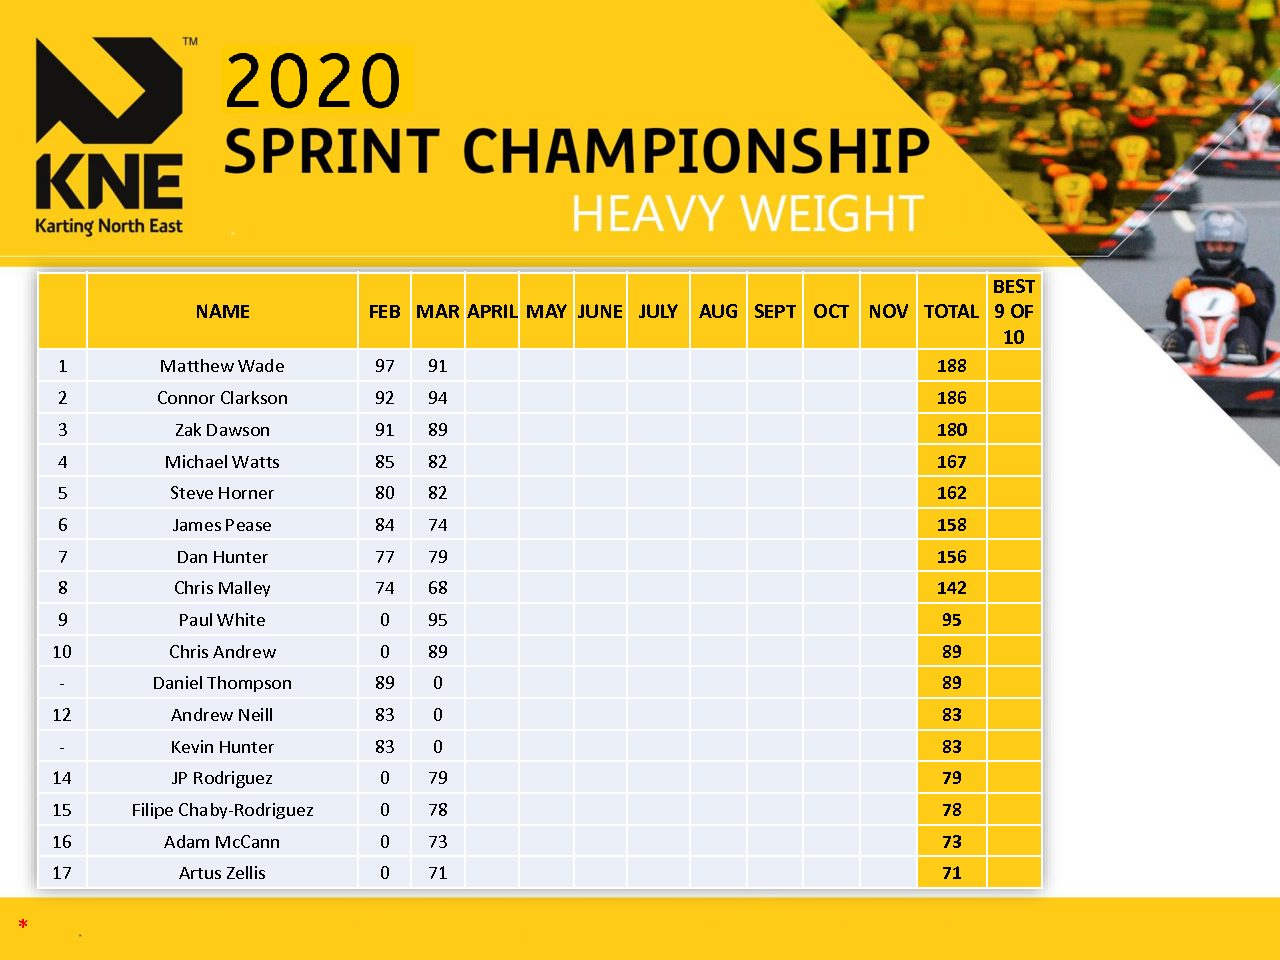 TM
2020
SPRINT CHAMPIONSHIP
KNE
HEAVY WEIGHT
Karting North East
NAME FEB MAR APRIL MAY JUNE JULY AUG SEPT OCT NOV TOTAL BEST 9 OF 10
1 Matthew Wade 97 91 188
2 Connor Clarkson 92 94 186
3 Zak Dawson 91 89 180
4 Michael Watts 85 82 167
5 Steve Horner 80 82 162
6 James Pease 84 74 158
7 Dan Hunter 77 79 156
8 Chris Malley 74 68 142
9 Paul White 0 95 95
10 Chris Andrew 0 89 89
- Daniel Thompson 89 0 89
12 Andrew Neill 83 0 83
- Kevin Hunter 83 0 83
14 JP Rodriguez 0 79 79
15 Filipe Chaby-Rodriguez 0 78 78
16 Adam McCann 0 73 73
17 Artus Zellis 0 71 71
* .